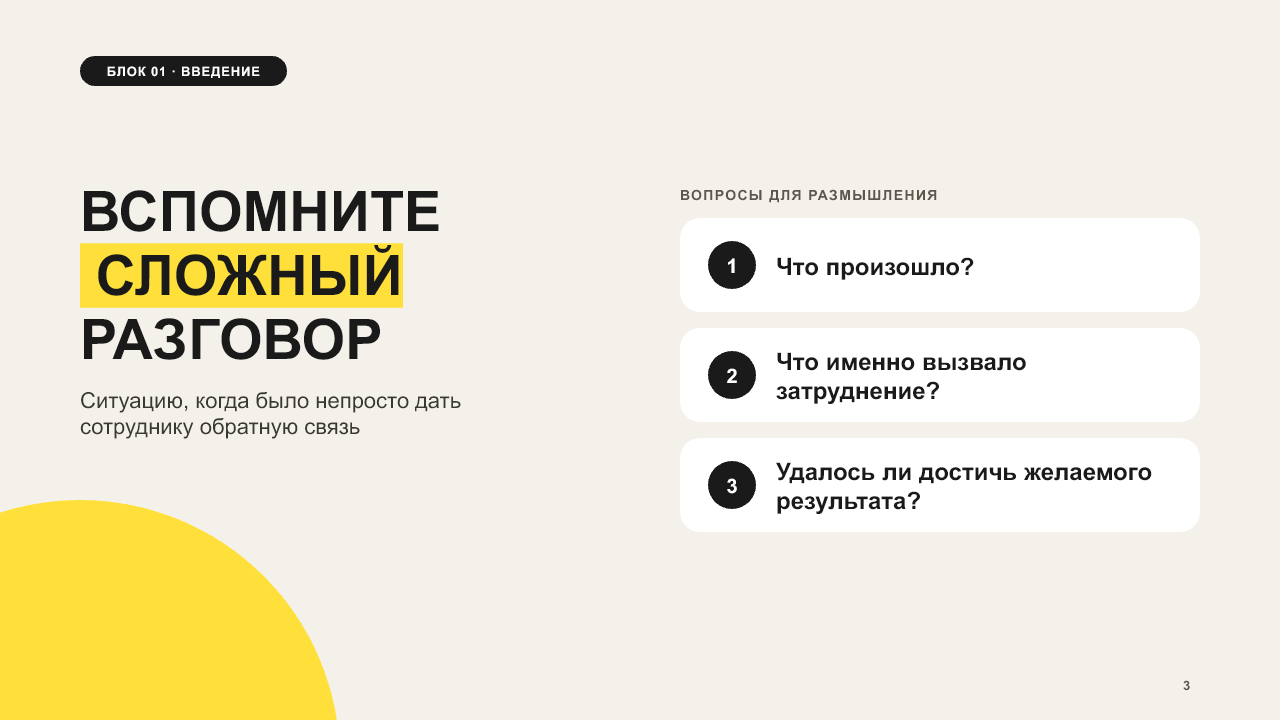 БЛОК 01 · ВВЕДЕНИЕ
ВСПОМНИТЕ
СЛОЖНЫЙ
РАЗГОВОР
Ситуацию, когда было непросто дать
сотруднику обратную связь
ВОПРОСЫ ДЛЯ РАЗМЫШЛЕНИЯ
1 Что произошло?
2 Что именно вызвало
затруднение?
3 Удалось ли достичь желаемого
результата?
3